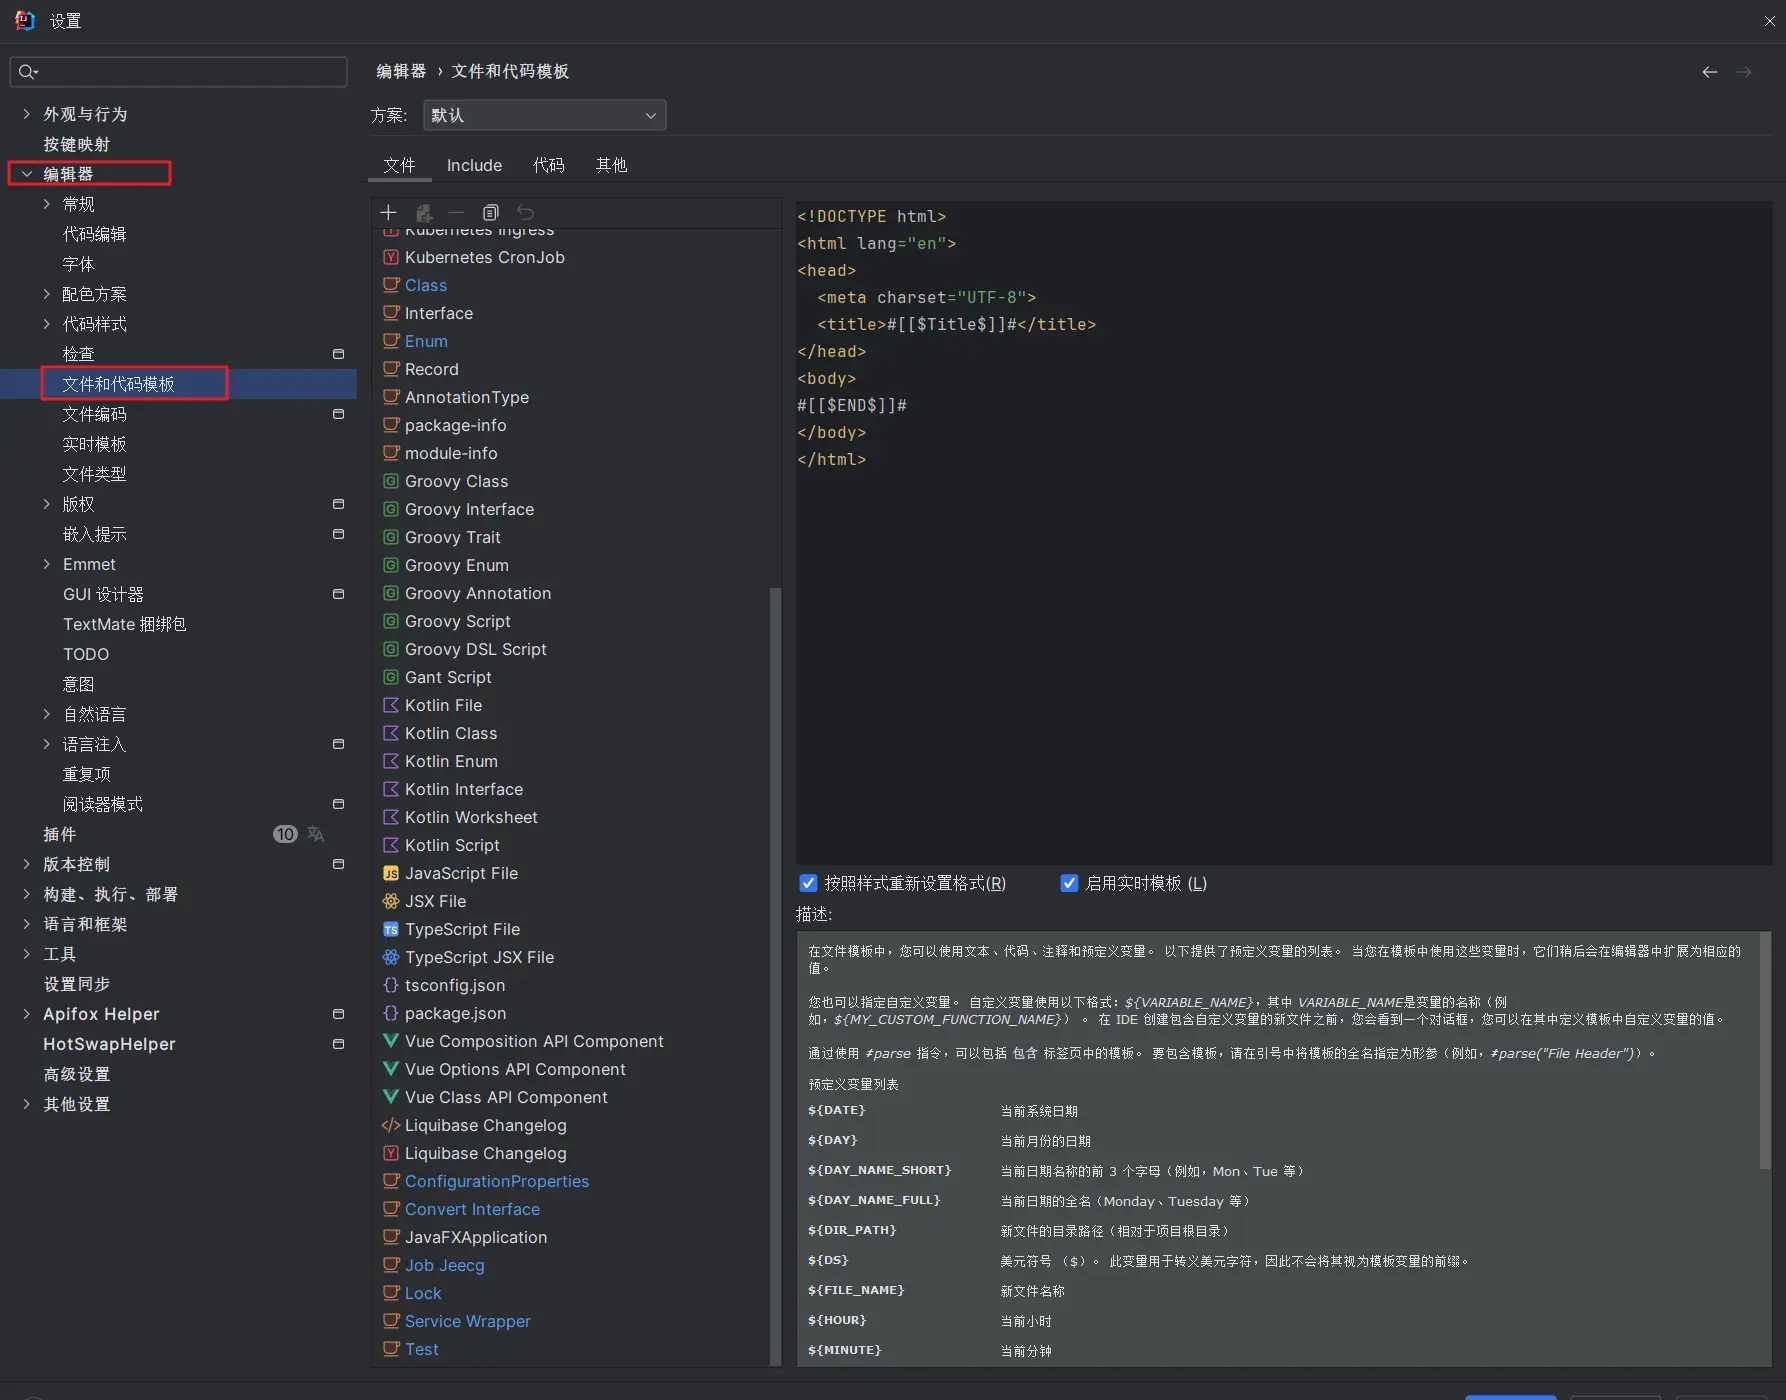 设置
外观与行为
按键映射
编辑器
常规
代码编辑
字体
配色方案
代码样式
检查
文件和代码模板
文件编码
实时模板
文件类型
版权
嵌入提示
Emmet
GUI 设计器
TextMate 捆绑包
TODO
意图
自然语言
语言注入
重复项
阅读器模式
插件 10
版本控制
构建、执行、部署
语言和框架
工具
设置同步
Apifox Helper
HotSwapHelper
高级设置
其他设置
编辑器 › 文件和代码模板
方案: 默认
文件 Include 代码 其他
Kubernetes Ingress
Kubernetes CronJob
Class
Interface
Enum
Record
AnnotationType
package-info
module-info
Groovy Class
Groovy Interface
Groovy Trait
Groovy Enum
Groovy Annotation
Groovy Script
Groovy DSL Script
Gant Script
Kotlin File
Kotlin Class
Kotlin Enum
Kotlin Interface
Kotlin Worksheet
Kotlin Script
JavaScript File
JSX File
TypeScript File
TypeScript JSX File
tsconfig.json
package.json
Vue Composition API Component
Vue Options API Component
Vue Class API Component
Liquibase Changelog
Liquibase Changelog
ConfigurationProperties
Convert Interface
JavaFXApplication
Job Jeecg
Lock
Service Wrapper
Test
<!DOCTYPE html>
<html lang="en">
<head>
<meta charset="UTF-8">
<title>#[[$Title$]]#</title>
</head>
<body>
#[[$END$]]#
</body>
</html>
按照样式重新设置格式(R) 启用实时模板 (L)
描述:
在文件模板中，您可以使用文本、代码、注释和预定义变量。 以下提供了预定义变量的列表。 当您在模板中使用这些变量时，它们稍后会在编辑器中扩展为相应的
值。
您也可以指定自定义变量。 自定义变量使用以下格式：${VARIABLE_NAME}，其中 VARIABLE_NAME是变量的名称（例
如，${MY_CUSTOM_FUNCTION_NAME}） 。 在 IDE 创建包含自定义变量的新文件之前，您会看到一个对话框，您可以在其中定义模板中自定义变量的值。
通过使用 #parse 指令，可以包括 包含 标签页中的模板。 要包含模板，请在引号中将模板的全名指定为形参（例如，#parse("File Header")）。
预定义变量列表
${DATE} 当前系统日期
${DAY} 当前月份的日期
${DAY_NAME_SHORT} 当前日期名称的前 3 个字母（例如，Mon、Tue 等）
${DAY_NAME_FULL} 当前日期的全名（Monday、Tuesday 等）
${DIR_PATH} 新文件的目录路径（相对于项目根目录）
${DS} 美元符号 （$）。 此变量用于转义美元字符，因此不会将其视为模板变量的前缀。
${FILE_NAME} 新文件名称
${HOUR} 当前小时
${MINUTE} 当前分钟